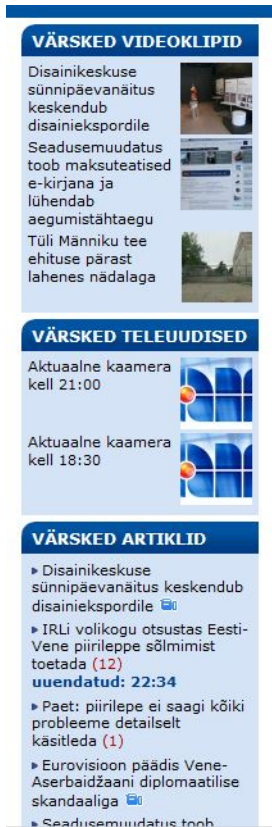 VÄRSKED VIDEOKLIPID
Disainikeskuse
sünnipäevanäitus
keskendub
disainiekspordile
Seadusemuudatus
toob maksuteatised
e-kirjana ja
lühendab
aegumistähtaegu
Tüli Männiku tee
ehituse pärast
lahenes nädalaga
VÄRSKED TELEUUDISED
Aktuaalne kaamera
kell 21:00
Aktuaalne kaamera
kell 18:30
VÄRSKED ARTIKLID
Disainikeskuse
sünnipäevanäitus keskendub
disainiekspordile
IRLi volikogu otsustas Eesti-
Vene piirileppe sõlmimist
toetada (12)
uuendatud: 22:34
Paet: piirilepe ei saagi kõiki
probleeme detailselt
käsitleda (1)
Eurovisioon päädis Vene-
Aserbaidžaani diplomaatilise
skandaaliga
Seadusemuudatus toob